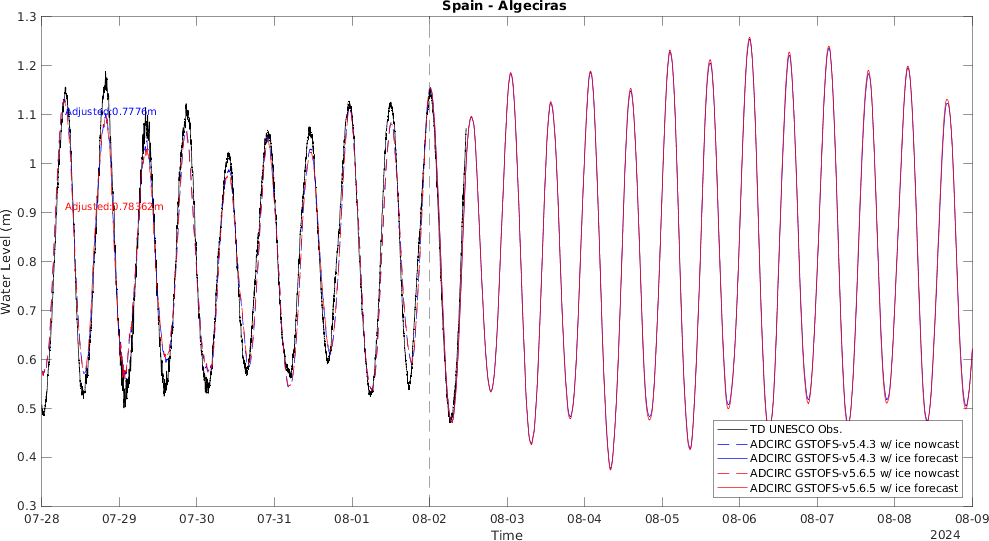 Spain - Algeciras
1.3
1.2
1.1
1
0.9
0.8
0.7
0.6
0.5
0.4
0.3
Water Level (m)
Adjusted:0.7776m
Adjusted:0.78362m
TD UNESCO Obs.
ADCIRC GSTOFS-v5.4.3 w/ ice nowcast
ADCIRC GSTOFS-v5.4.3 w/ ice forecast
ADCIRC GSTOFS-v5.6.5 w/ ice nowcast
ADCIRC GSTOFS-v5.6.5 w/ ice forecast
07-28 07-29 07-30 07-31 08-01 08-02 08-03 08-04 08-05 08-06 08-07 08-08 08-09
Time
2024